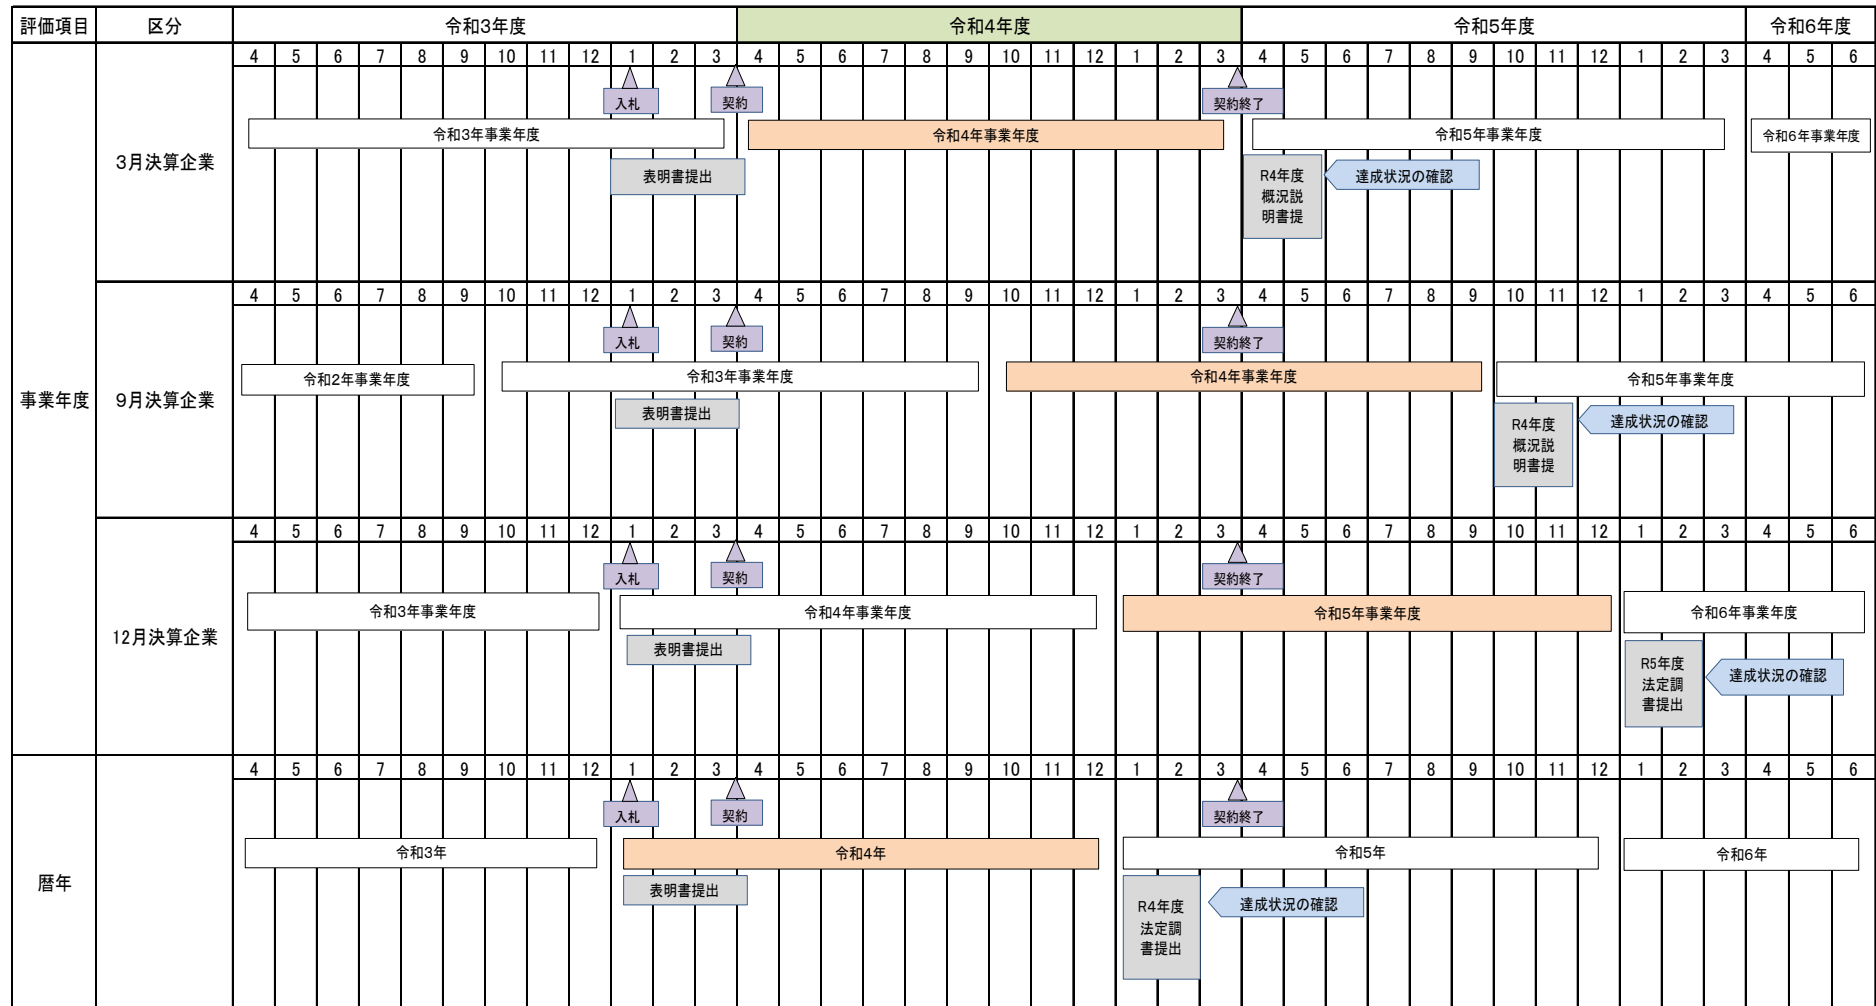 評価項目 区分 令和3年度 令和4年度 令和5年度 令和6年度
事業年度
3月決算企業
4 5 6 7 8 9 10 11 12 1 2 3 4 5 6 7 8 9 10 11 12 1 2 3 4 5 6 7 8 9 10 11 12 1 2 3 4 5 6
入札 契約 契約終了
令和3年事業年度 令和4年事業年度 令和5年事業年度 令和6年事業年度
表明書提出
R4年度
概況説
明書提
達成状況の確認
9月決算企業
4 5 6 7 8 9 10 11 12 1 2 3 4 5 6 7 8 9 10 11 12 1 2 3 4 5 6 7 8 9 10 11 12 1 2 3 4 5 6
入札 契約 契約終了
令和2年事業年度 令和3年事業年度 令和4年事業年度 令和5年事業年度
表明書提出
R4年度
概況説
明書提
達成状況の確認
12月決算企業
4 5 6 7 8 9 10 11 12 1 2 3 4 5 6 7 8 9 10 11 12 1 2 3 4 5 6 7 8 9 10 11 12 1 2 3 4 5 6
入札 契約 契約終了
令和3年事業年度 令和4年事業年度 令和5年事業年度 令和6年事業年度
表明書提出
R5年度
法定調
書提出
達成状況の確認
暦年
4 5 6 7 8 9 10 11 12 1 2 3 4 5 6 7 8 9 10 11 12 1 2 3 4 5 6 7 8 9 10 11 12 1 2 3 4 5 6
入札 契約 契約終了
令和3年 令和4年 令和5年 令和6年
表明書提出
R4年度
法定調
書提出
達成状況の確認